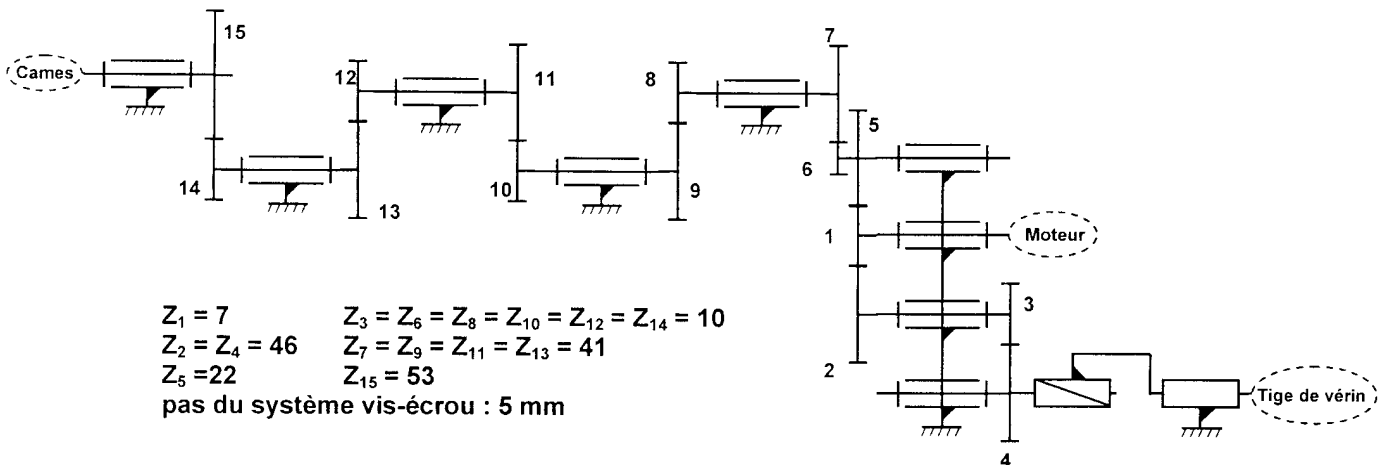 15
7
Cames
12
11
8
5
14
13
10
9
6
1
Moteur
3
Z₁ = 7 Z₃ = Z₆ = Z₈ = Z₁₀ = Z₁₂ = Z₁₄ = 10
Z₂ = Z₄ = 46 Z₇ = Z₉ = Z₁₁ = Z₁₃ = 41
2
Z₅ =22 Z₁₅ = 53
pas du système vis-écrou : 5 mm
Tige de vérin
4